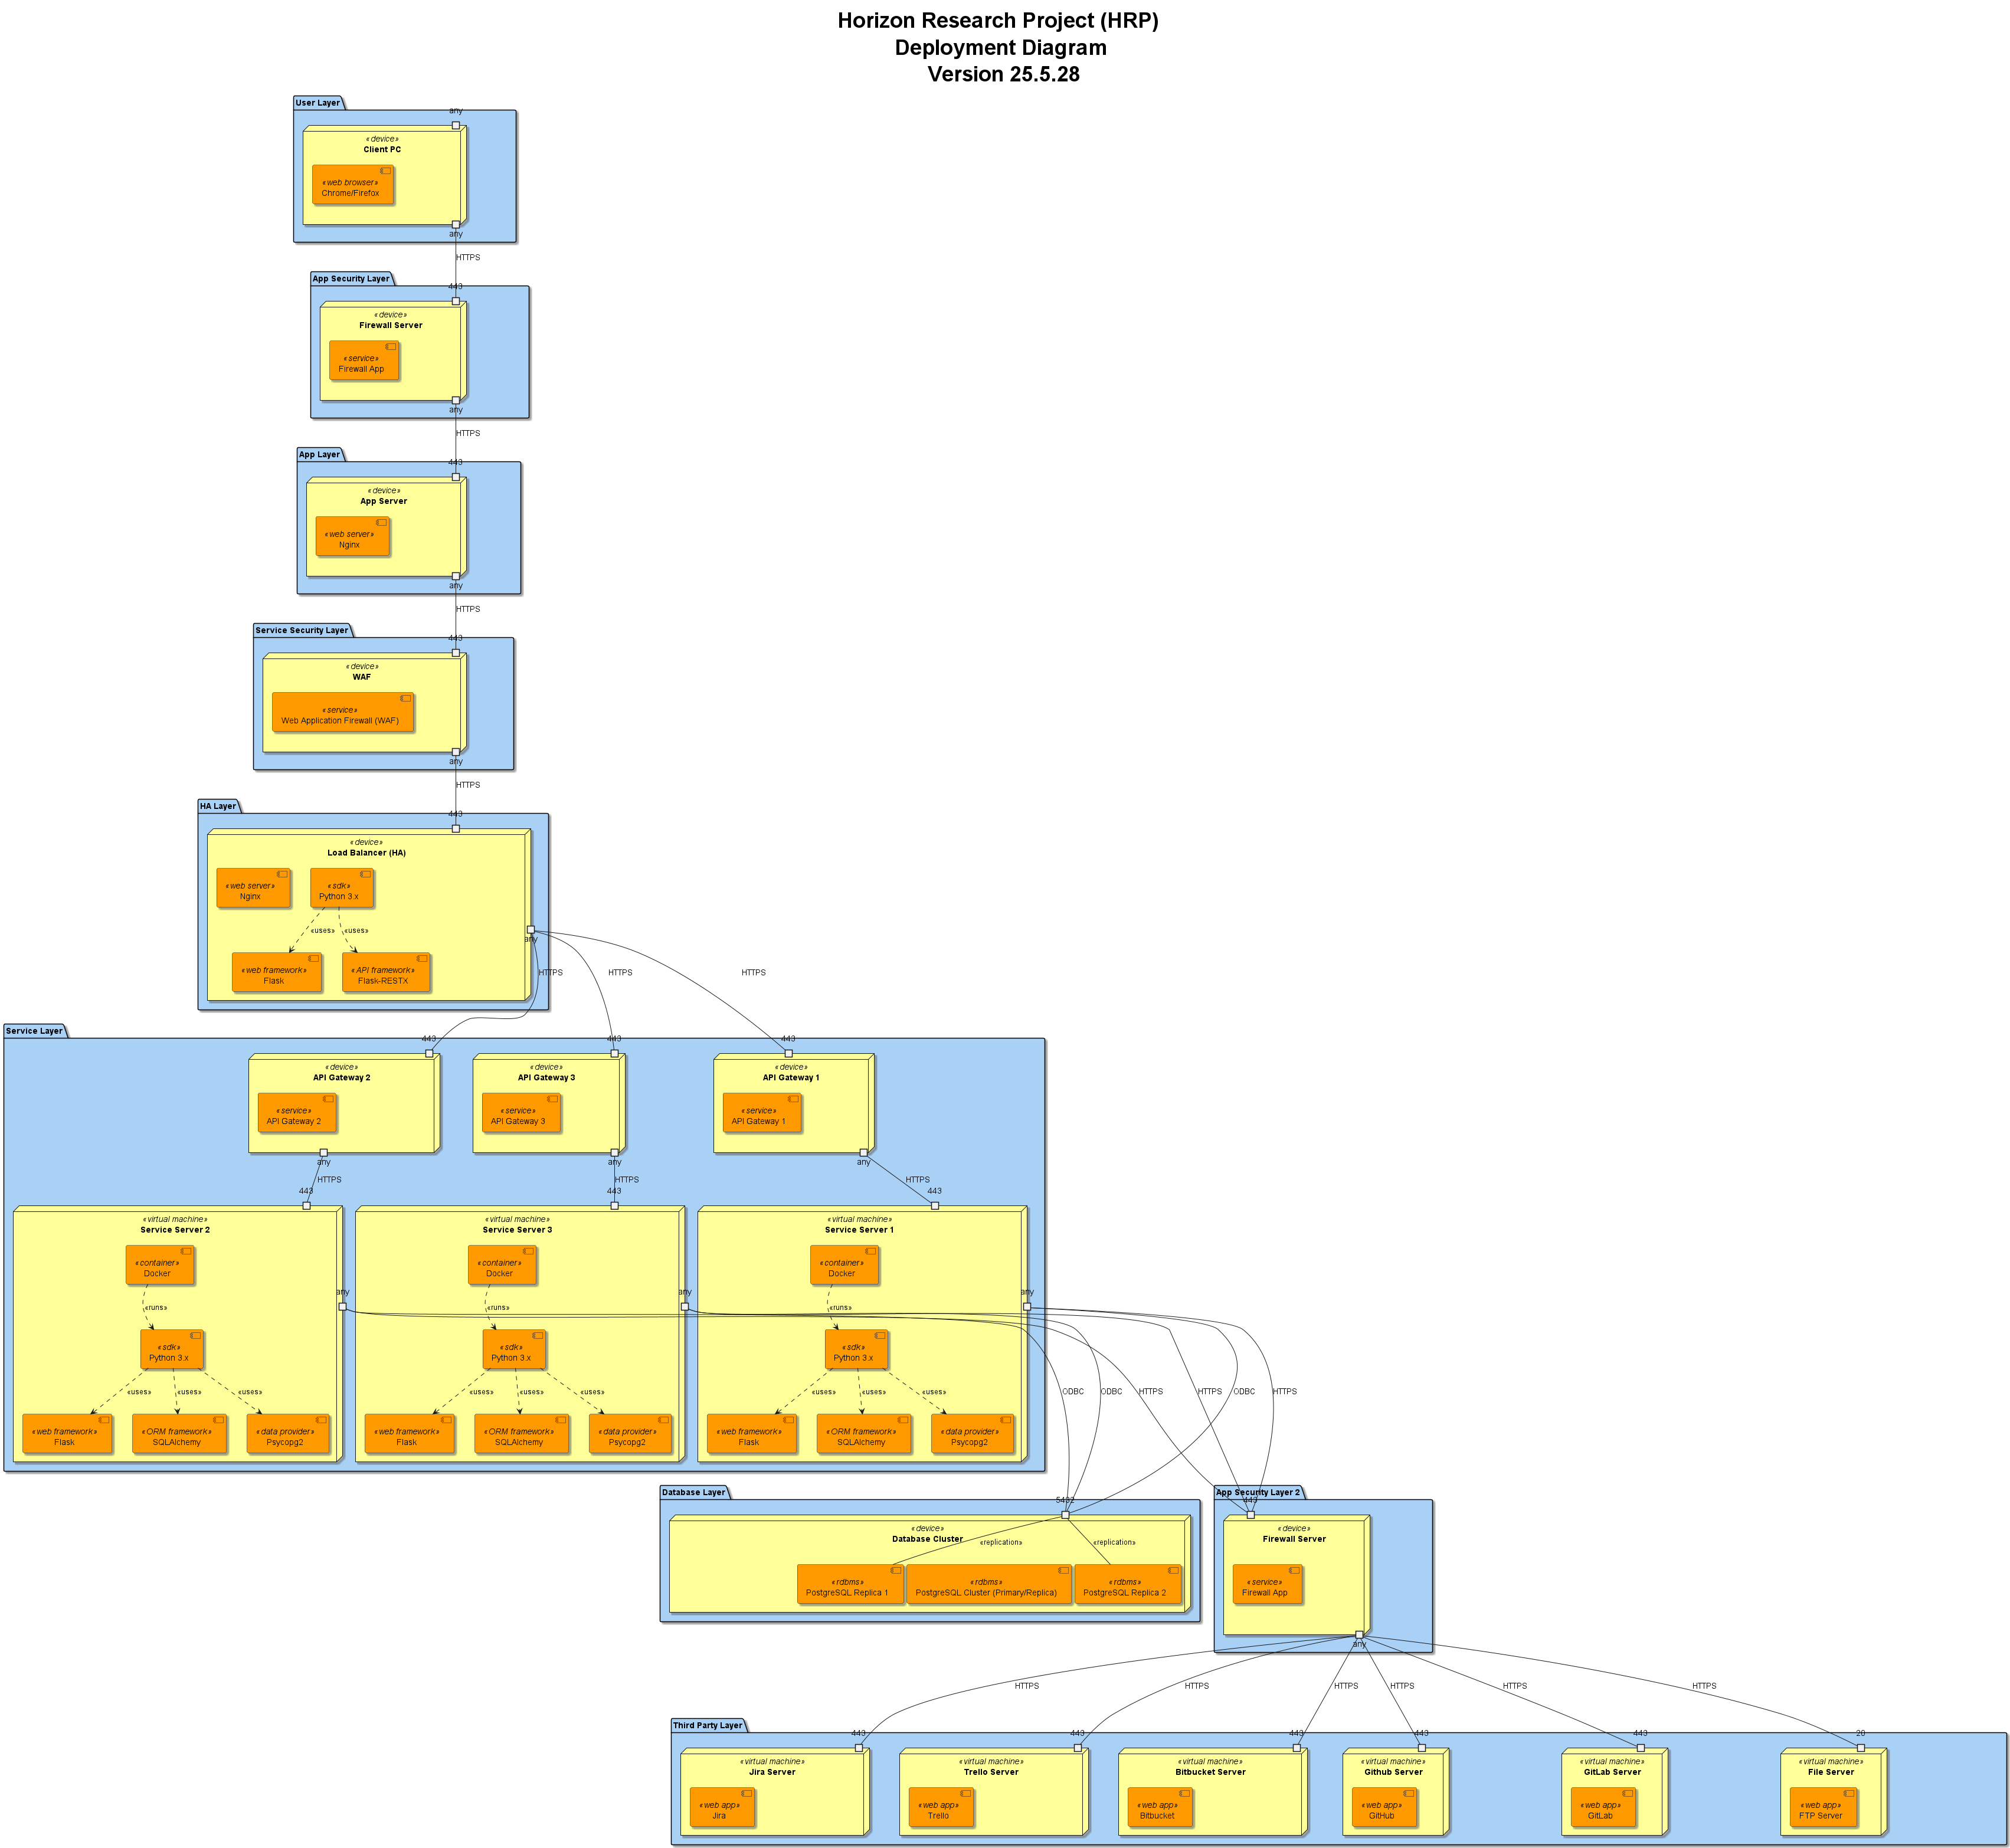 Horizon Research Project (HRP)
Deployment Diagram
Version 25.5.28
User Layer
any
«device»
Client PC
«web browser»
Chrome/Firefox
any
HTTPS
App Security Layer
443
«device»
Firewall Server
«service»
Firewall App
any
HTTPS
App Layer
443
«device»
App Server
«web server»
Nginx
any
HTTPS
Service Security Layer
443
«device»
WAF
«service»
Web Application Firewall (WAF)
any
HTTPS
HA Layer
443
«device»
Load Balancer (HA)
«web server»
Nginx
«sdk»
Python 3.x
«uses»
«uses»
any
«web framework»
Flask
«API framework»
Flask-RESTX
HTTPS
HTTPS
HTTPS
Service Layer
443
443
443
«device»
API Gateway 2
«service»
API Gateway 2
any
«device»
API Gateway 3
«service»
API Gateway 3
any
«device»
API Gateway 1
«service»
API Gateway 1
any
HTTPS
HTTPS
HTTPS
443
443
443
«virtual machine»
Service Server 2
«container»
Docker
any
«runs»
«sdk»
Python 3.x
«uses»
«uses»
«uses»
«web framework»
Flask
«ORM framework»
SQLAlchemy
«data provider»
Psycopg2
«virtual machine»
Service Server 3
«container»
Docker
any
«runs»
«sdk»
Python 3.x
«uses»
«uses»
«uses»
«web framework»
Flask
«ORM framework»
SQLAlchemy
«data provider»
Psycopg2
«virtual machine»
Service Server 1
«container»
Docker
any
«runs»
«sdk»
Python 3.x
«uses»
«uses»
«uses»
«web framework»
Flask
«ORM framework»
SQLAlchemy
«data provider»
Psycopg2
ODBC
ODBC
HTTPS
HTTPS
ODBC
HTTPS
Database Layer
5432
«device»
Database Cluster
«replication»
«replication»
«rdbms»
PostgreSQL Replica 1
«rdbms»
PostgreSQL Cluster (Primary/Replica)
«rdbms»
PostgreSQL Replica 2
App Security Layer 2
443
«device»
Firewall Server
«service»
Firewall App
any
HTTPS
HTTPS
HTTPS
HTTPS
HTTPS
HTTPS
Third Party Layer
443
443
443
443
443
20
«virtual machine»
Jira Server
«web app»
Jira
«virtual machine»
Trello Server
«web app»
Trello
«virtual machine»
Bitbucket Server
«web app»
Bitbucket
«virtual machine»
Github Server
«web app»
GitHub
«virtual machine»
GitLab Server
«web app»
GitLab
«virtual machine»
File Server
«web app»
FTP Server